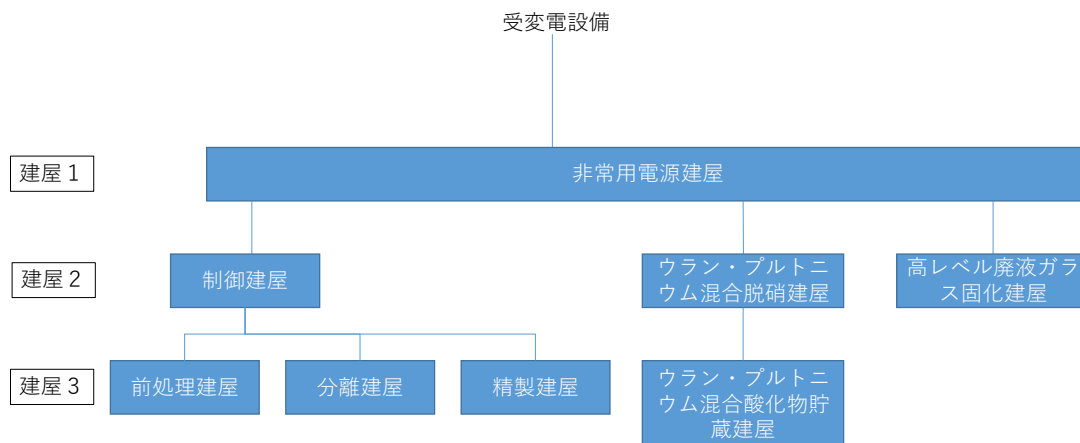 受変電設備
建屋１
非常用電源建屋
建屋２
制御建屋
ウラン・プルトニ
ウム混合脱硝建屋
高レベル廃液ガラ
ス固化建屋
建屋３
前処理建屋
分離建屋
精製建屋
ウラン・プルトニ
ウム混合酸化物貯
蔵建屋